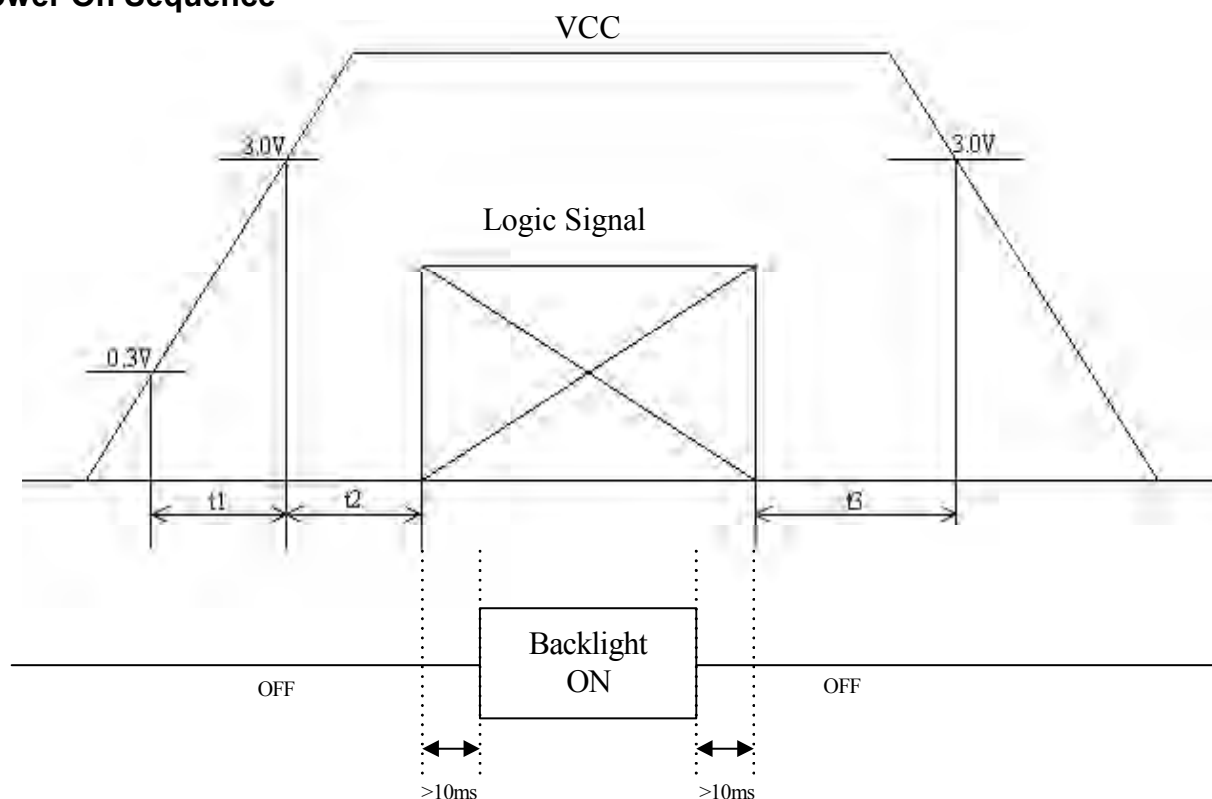 ower On Sequence
VCC
3.0V
3.0V
Logic Signal
0.3V
t1
t2
t3
Backlight
ON
OFF
OFF
>10ms
>10ms